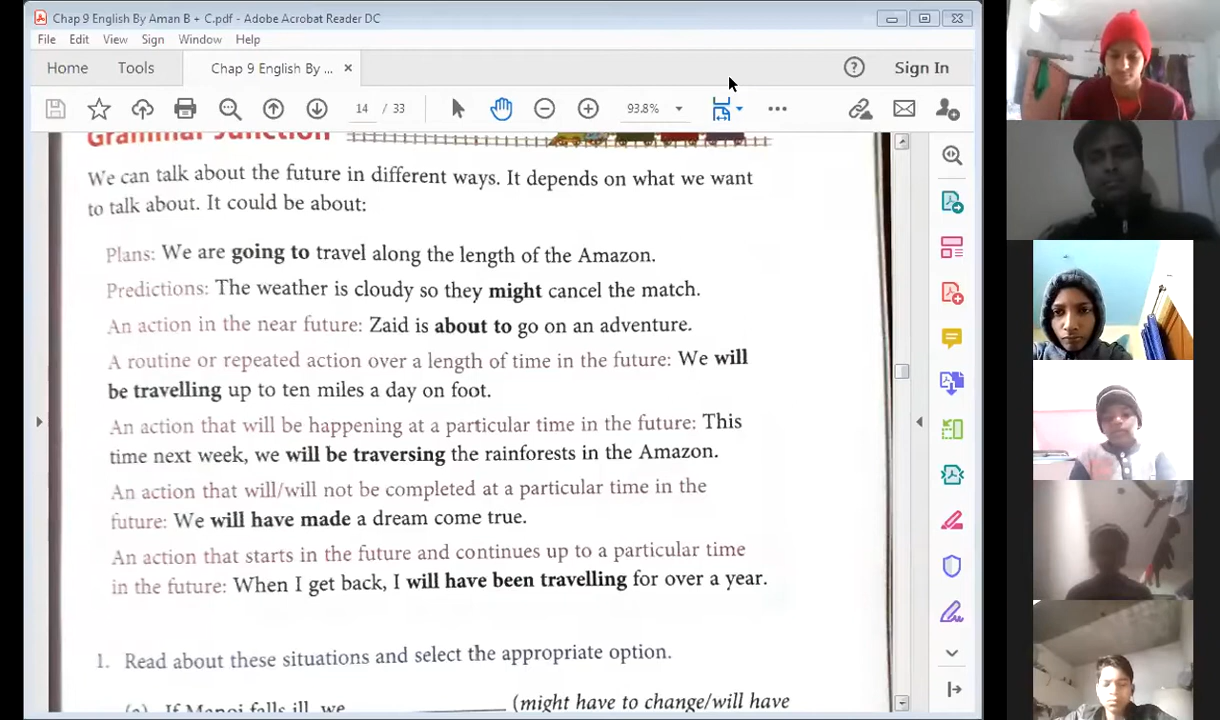 Chap 9 English By Aman B + C.pdf - Adobe Acrobat Reader DC
File Edit View Sign Window Help
Home Tools Chap 9 English By ... × Sign In
14 / 33 93.8%
Grammar Junction
We can talk about the future in different ways. It depends on what we want
to talk about. It could be about:
Plans: We are going to travel along the length of the Amazon.
Predictions: The weather is cloudy so they might cancel the match.
An action in the near future: Zaid is about to go on an adventure.
A routine or repeated action over a length of time in the future: We will
be travelling up to ten miles a day on foot.
An action that will be happening at a particular time in the future: This
time next week, we will be traversing the rainforests in the Amazon.
An action that will/will not be completed at a particular time in the
future: We will have made a dream come true.
An action that starts in the future and continues up to a particular time
in the future: When I get back, I will have been travelling for over a year.
1. Read about these situations and select the appropriate option.
(a) If Manoj falls ill, we (might have to change/will have